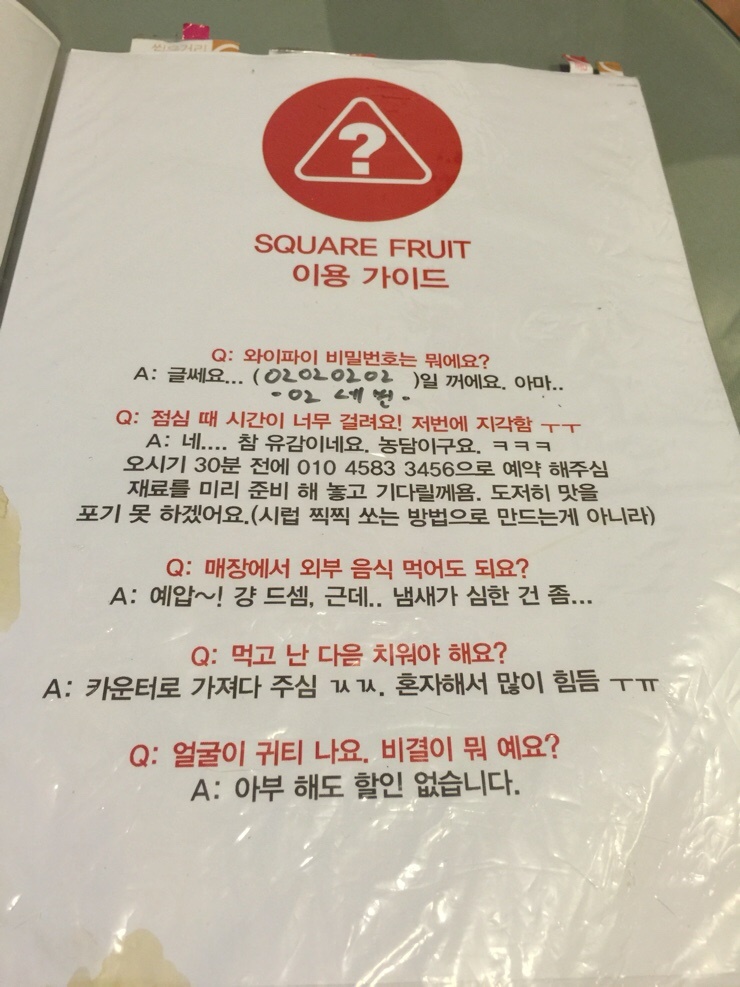 ?
SQUARE FRUIT
이용 가이드
Q: 와이파이 비밀번호는 뭐에요?
A: 글쎄요... (02020202 )일 꺼에요. 아마..
·02 네번·
Q: 점심 때 시간이 너무 걸려요! 저번에 지각함 ㅜㅜ
A: 네.... 참 유감이네요. 농담이구요. ㅋㅋㅋ
오시기 30분 전에 010 4583 3456으로 예약 해주심
재료를 미리 준비 해 놓고 기다릴께욤. 도저히 맛을
포기 못 하겠어요.(시럽 찍찍 쏘는 방법으로 만드는게 아니라)
Q: 매장에서 외부 음식 먹어도 되요?
A: 예압~! 걍 드셈, 근데.. 냄새가 심한 건 좀...
Q: 먹고 난 다음 치워야 해요?
A: 카운터로 가져다 주심 ㄳㄳ. 혼자해서 많이 힘듬 ㅜㅠ
Q: 얼굴이 귀티 나요. 비결이 뭐 예요?
A: 아부 해도 할인 없습니다.